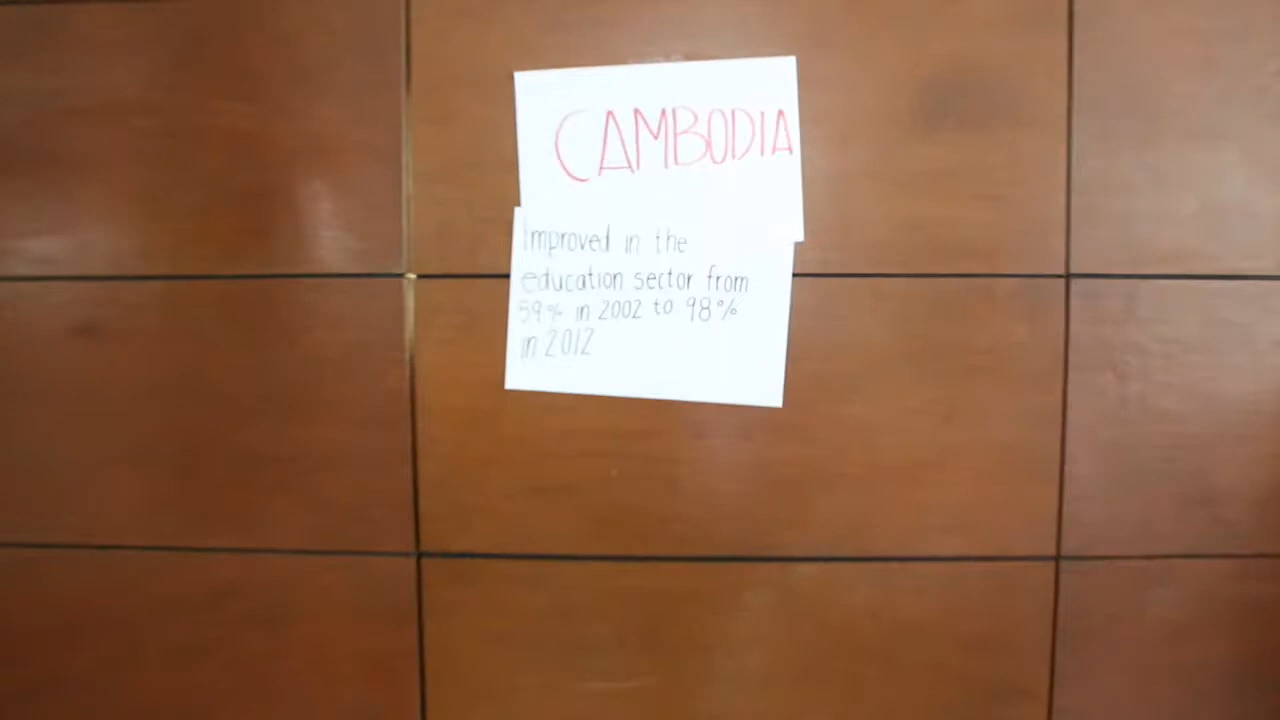 CAMBODIA
Improved in the
education sector from
59% in 2002 to 98%
in 2012